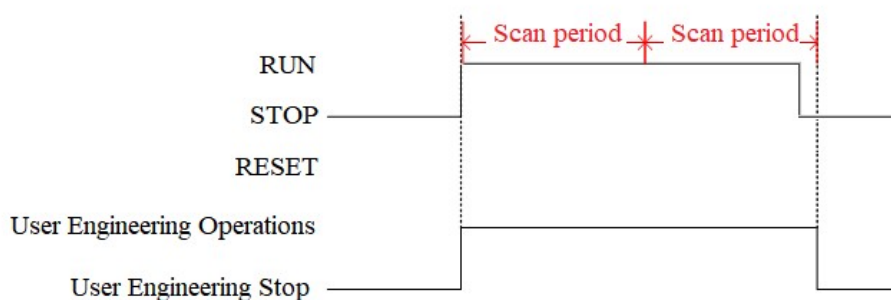 Scan period Scan period
RUN
STOP
RESET
User Engineering Operations
User Engineering Stop